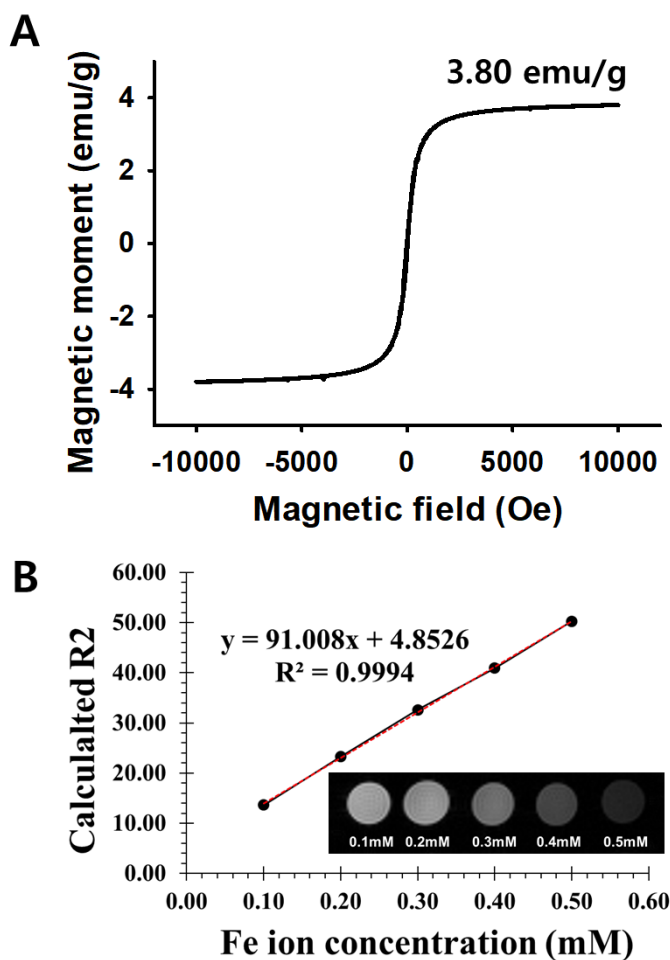 A
3.80 emu/g
Magnetic moment (emu/g)
4
2
0
-2
-4
-10000 -5000 0 5000 10000
Magnetic field (Oe)
B
Calculalted R2
60.00
50.00
40.00
30.00
20.00
10.00
0.00
y = 91.008x + 4.8526
R² = 0.9994
0.1mM 0.2mM 0.3mM 0.4mM 0.5mM
0.00 0.10 0.20 0.30 0.40 0.50 0.60
Fe ion concentration (mM)